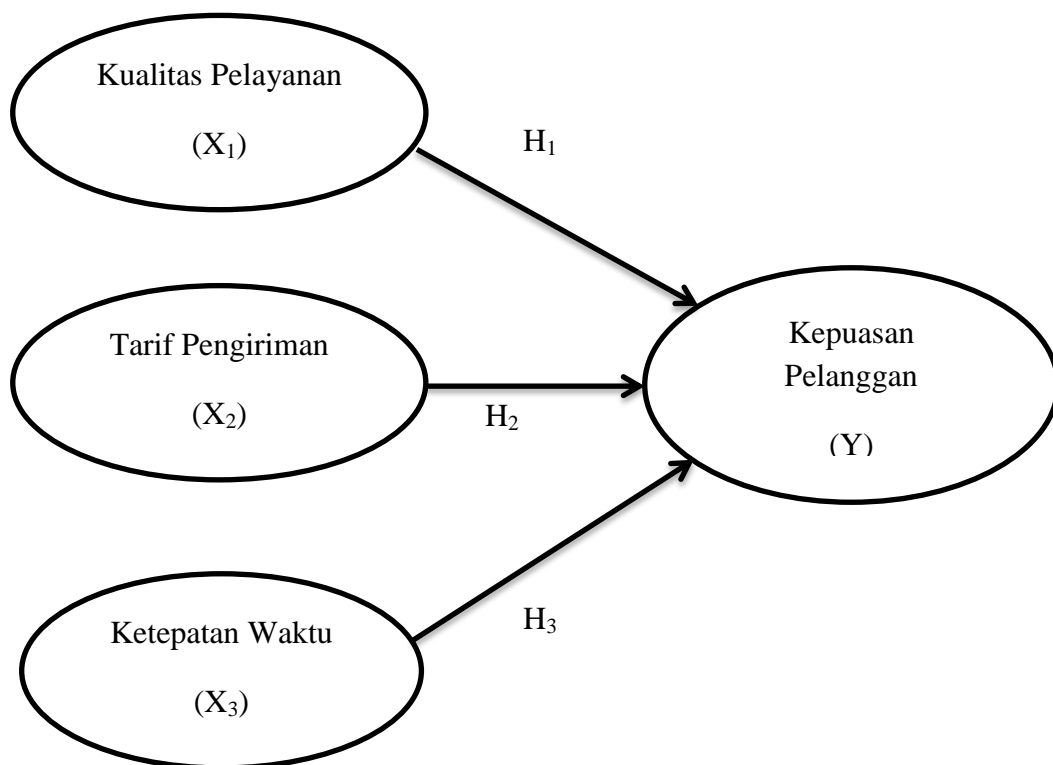 Kualitas Pelayanan
(X₁)
H₁
Tarif Pengiriman
(X₂)
H₂
Kepuasan
Pelanggan
(Y)
Ketepatan Waktu
(X₃)
H₃